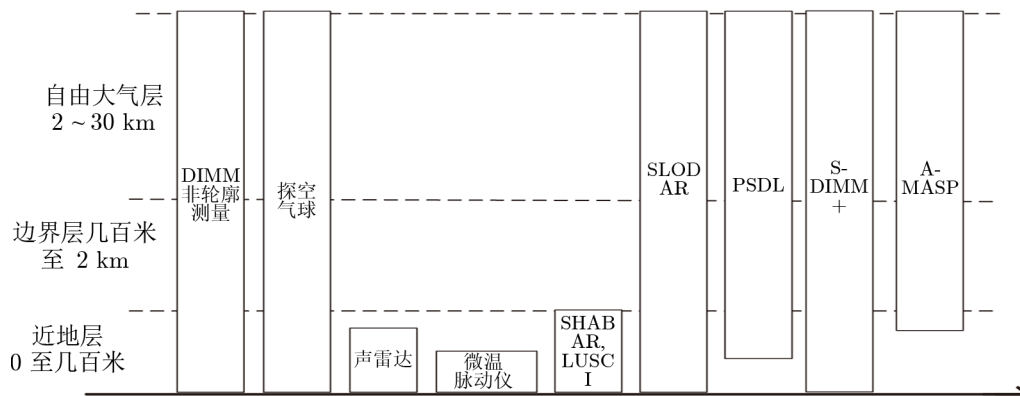 自由大气层
2 ~ 30 km
边界层几百米
至 2 km
近地层
0 至几百米
DIMM
非轮廓
测量
探空
气球
声雷达
微温
脉动仪
SHAB
AR,
LUSC
I
SLOD
AR
PSDL
S-
DIMM
+
A-
MASP